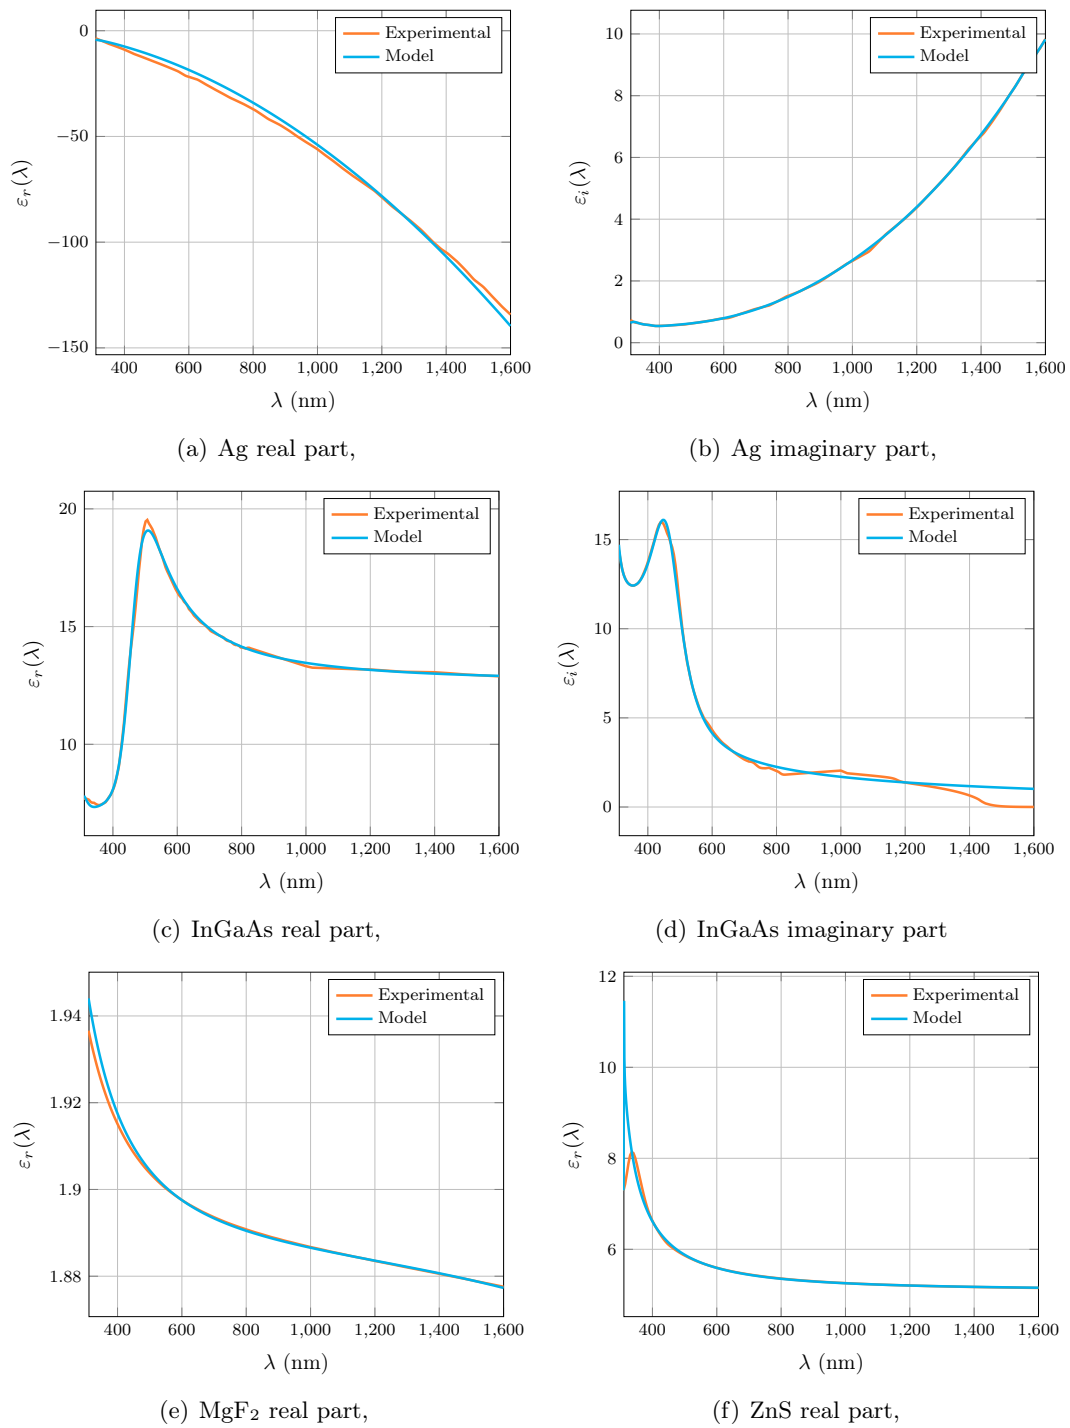 0
−50
−100
−150
400
600
800
1,000
1,200
1,400
1,600
λ (nm)
εr(λ)
Experimental
Model
(a) Ag real part,
10
8
6
4
2
0
400
600
800
1,000
1,200
1,400
1,600
λ (nm)
εi(λ)
Experimental
Model
(b) Ag imaginary part,
20
15
10
400
600
800
1,000
1,200
1,400
1,600
λ (nm)
εr(λ)
Experimental
Model
(c) InGaAs real part,
15
10
5
0
400
600
800
1,000
1,200
1,400
1,600
λ (nm)
εi(λ)
Experimental
Model
(d) InGaAs imaginary part
1.94
1.92
1.9
1.88
400
600
800
1,000
1,200
1,400
1,600
λ (nm)
εr(λ)
Experimental
Model
(e) MgF₂ real part,
12
10
8
6
400
600
800
1,000
1,200
1,400
1,600
λ (nm)
εr(λ)
Experimental
Model
(f) ZnS real part,